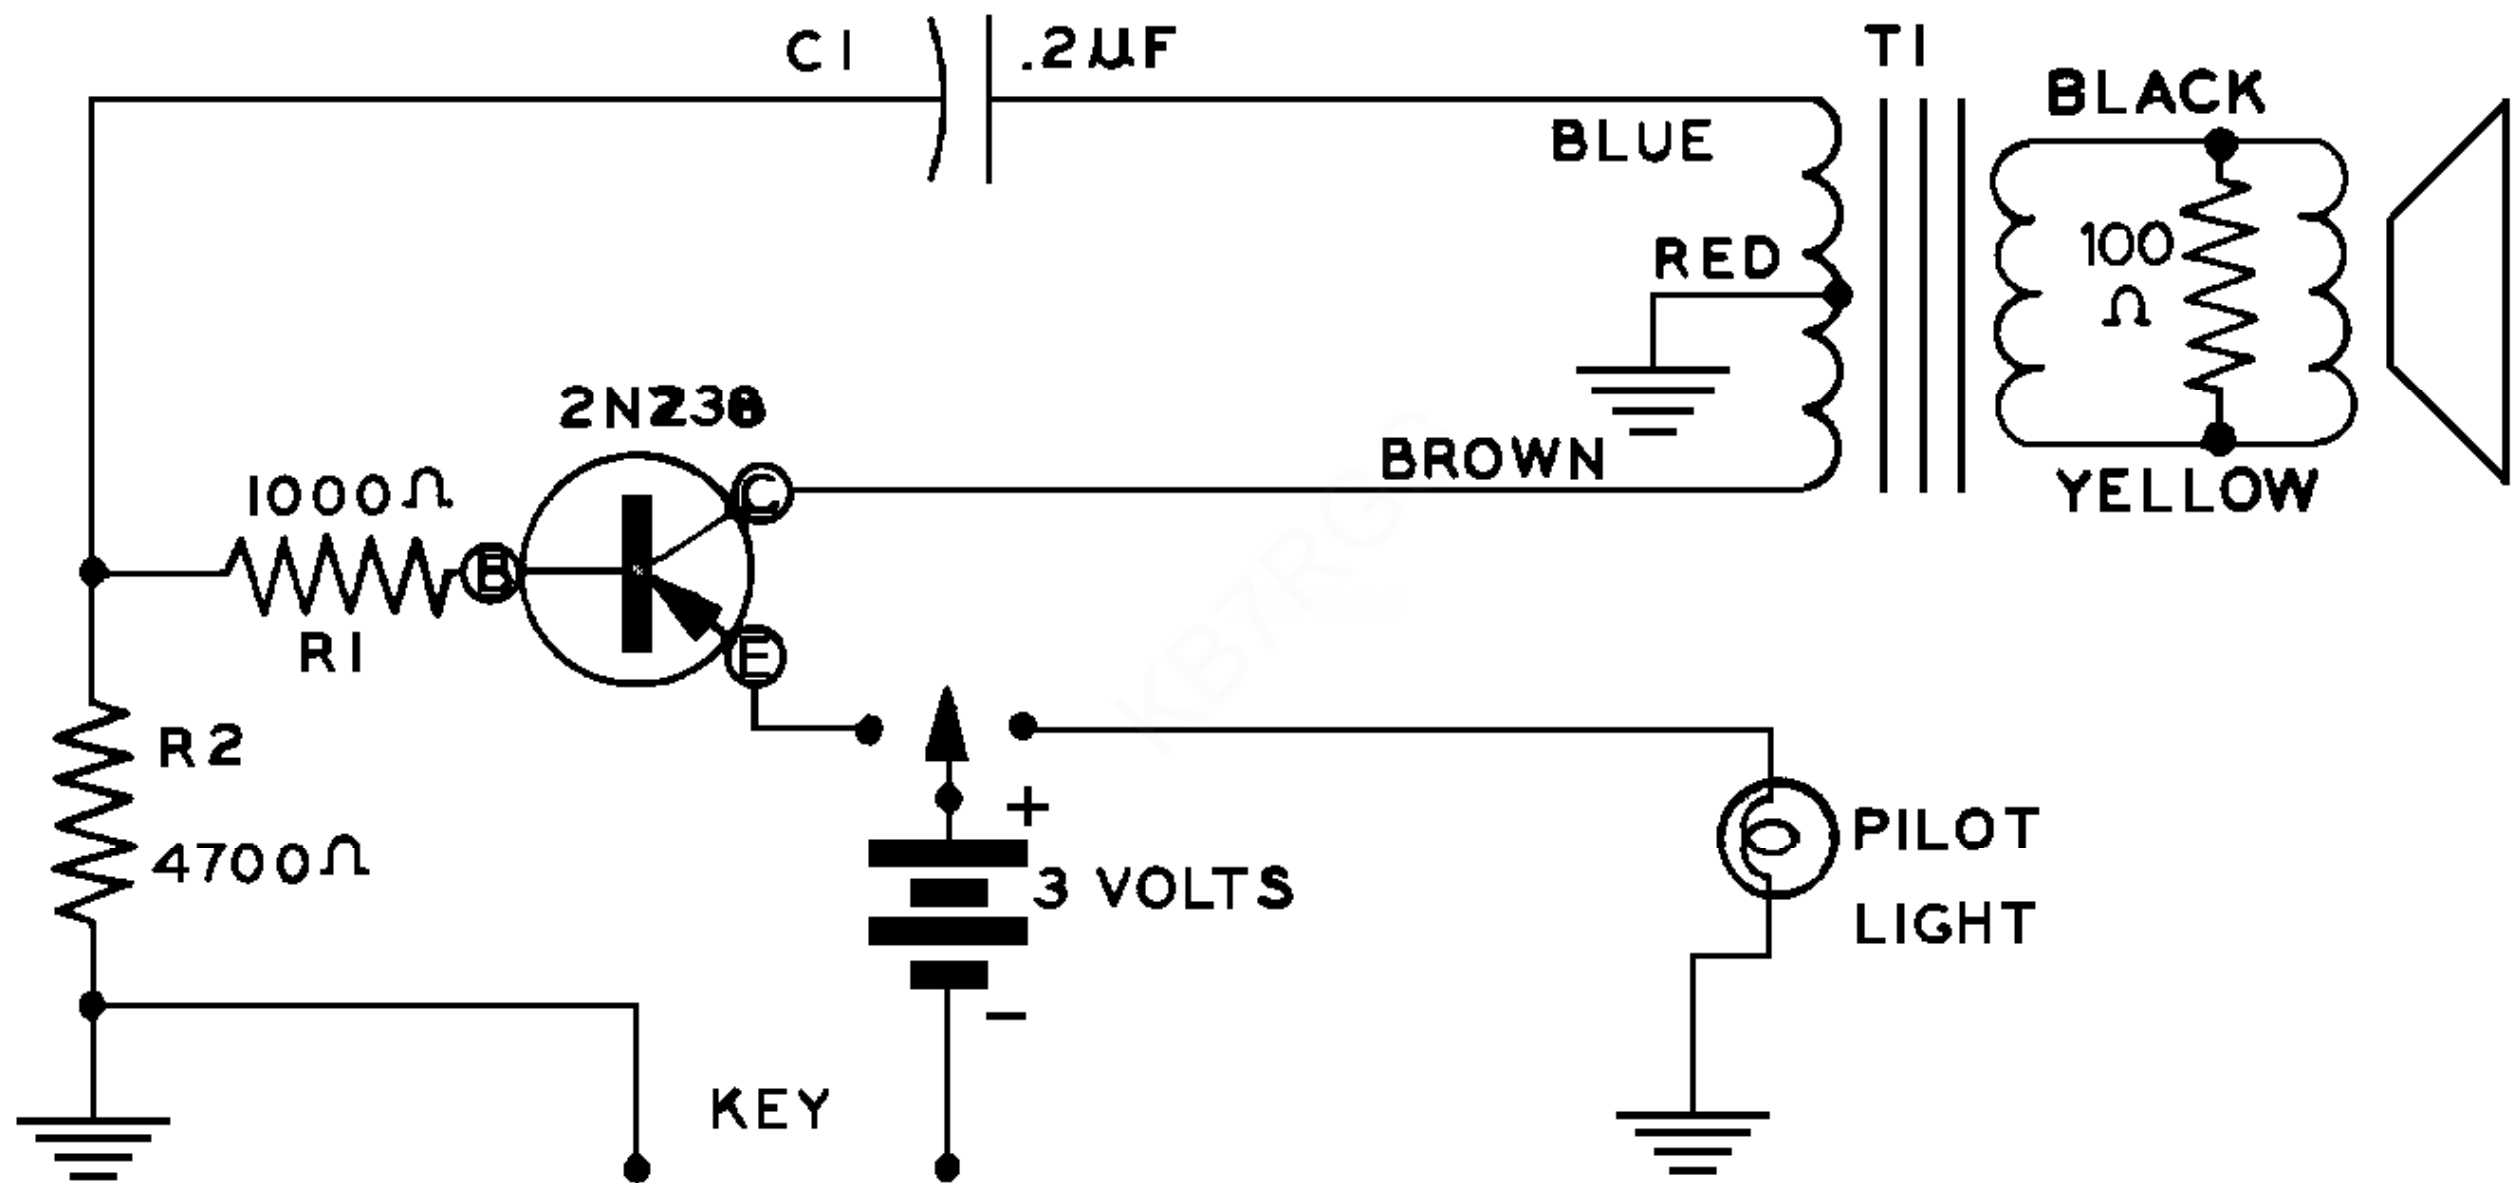 C1 .2µF
T1
BLACK
BLUE
RED
100
Ω
2N238
BROWN
YELLOW
1000Ω
C
B
R1
E
R2
+
PILOT
4700Ω
3 VOLTS
LIGHT
−
KEY
KB7RG